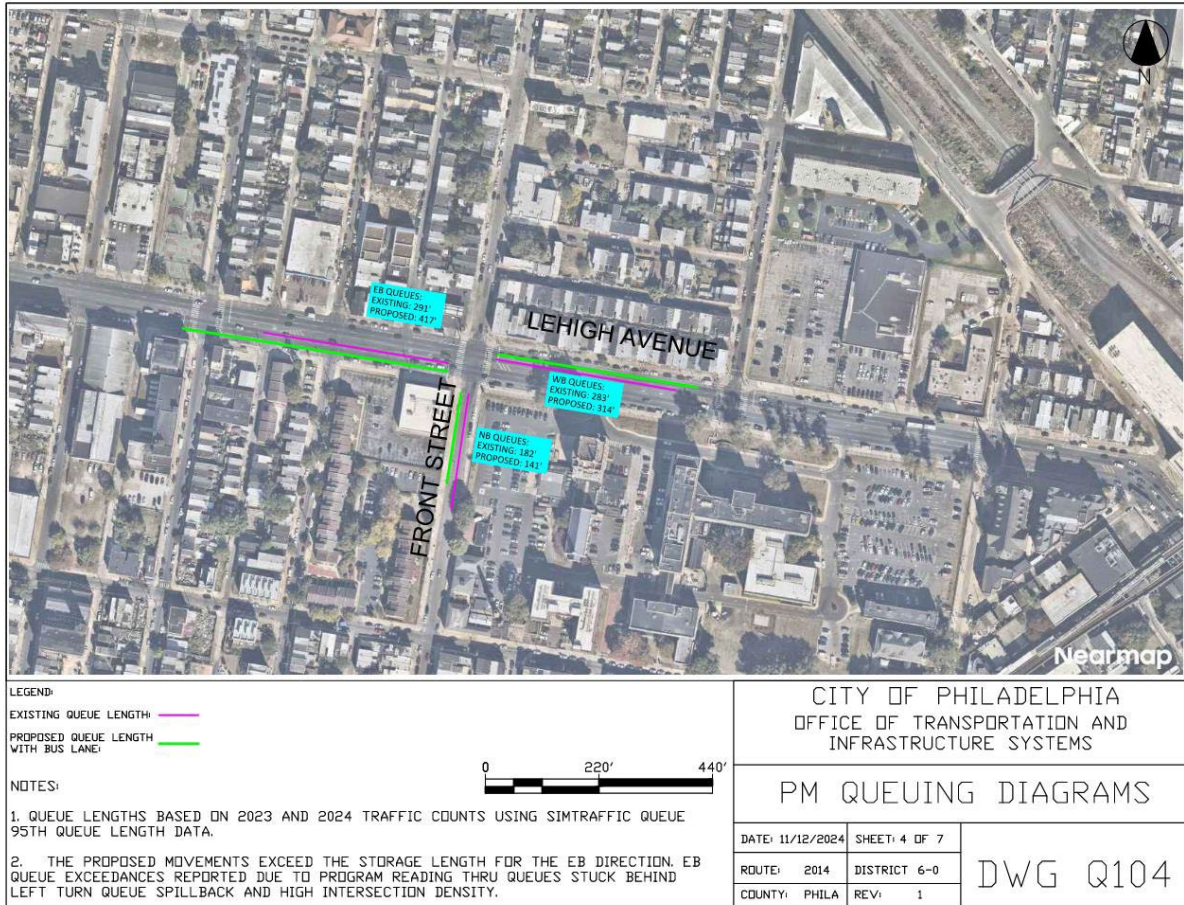 N
EB QUEUES:
EXISTING: 291'
PROPOSED: 417'
LEHIGH AVENUE
WB QUEUES:
EXISTING: 283'
PROPOSED: 314'
NB QUEUES:
EXISTING: 182'
PROPOSED: 141'
FRONT STREET
Nearmap
LEGEND:
EXISTING QUEUE LENGTH:
PROPOSED QUEUE LENGTH
WITH BUS LANE:
0 220' 440'
NOTES:
1. QUEUE LENGTHS BASED ON 2023 AND 2024 TRAFFIC COUNTS USING SIMTRAFFIC QUEUE
95TH QUEUE LENGTH DATA.
2. THE PROPOSED MOVEMENTS EXCEED THE STORAGE LENGTH FOR THE EB DIRECTION. EB
QUEUE EXCEEDANCES REPORTED DUE TO PROGRAM READING THRU QUEUES STUCK BEHIND
LEFT TURN QUEUE SPILLBACK AND HIGH INTERSECTION DENSITY.
CITY OF PHILADELPHIA
OFFICE OF TRANSPORTATION AND
INFRASTRUCTURE SYSTEMS
PM QUEUING DIAGRAMS
DATE: 11/12/2024 SHEET: 4 OF 7
ROUTE: 2014 DISTRICT 6-0
COUNTY: PHILA REV: 1
DWG Q104